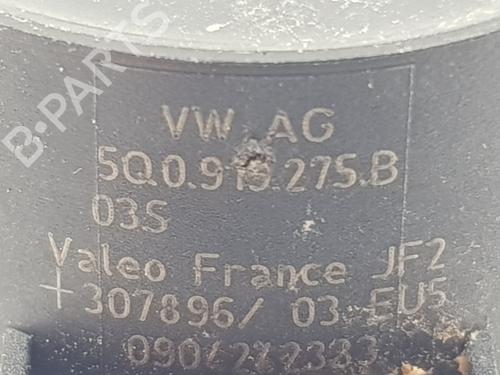 B-PARTS
VW AG
5Q0.919.275.B
03S
Valeo France JF2
+307896/ 03 EU5